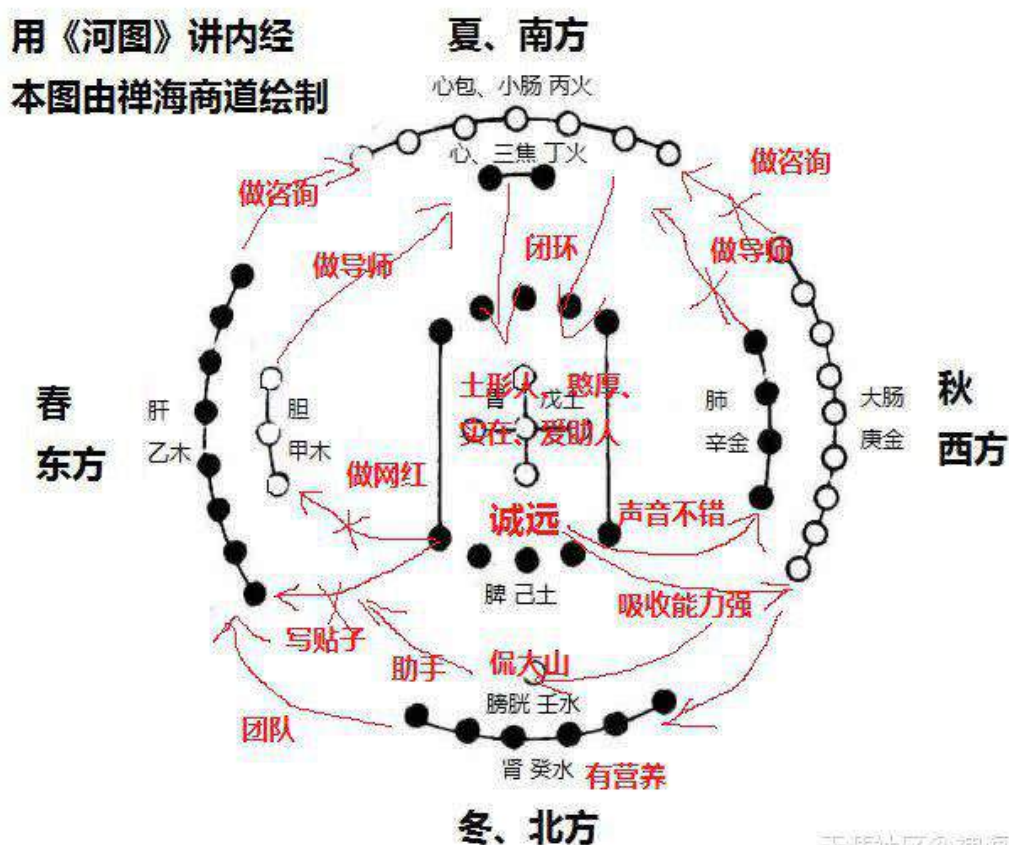 用《河图》讲内经
本图由禅海商道绘制
夏、南方
心包、小肠 丙火
心、三焦 丁火
做咨询
做咨询
做导师
做导师
闭环
春
东方
肝
乙木
胆
甲木
土形人、憨厚、
实在、爱助人
胃
戊土
肺
辛金
大肠
庚金
秋
西方
做网红
诚远
声音不错
脾 己土
吸收能力强
写贴子
助手
侃大山
膀胱 壬水
团队
肾 癸水
有营养
冬、北方